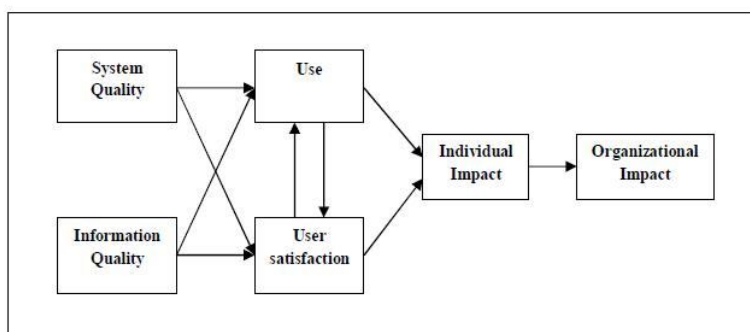 System
Quality
Use
Individual
Impact
Organizational
Impact
Information
Quality
User
satisfaction